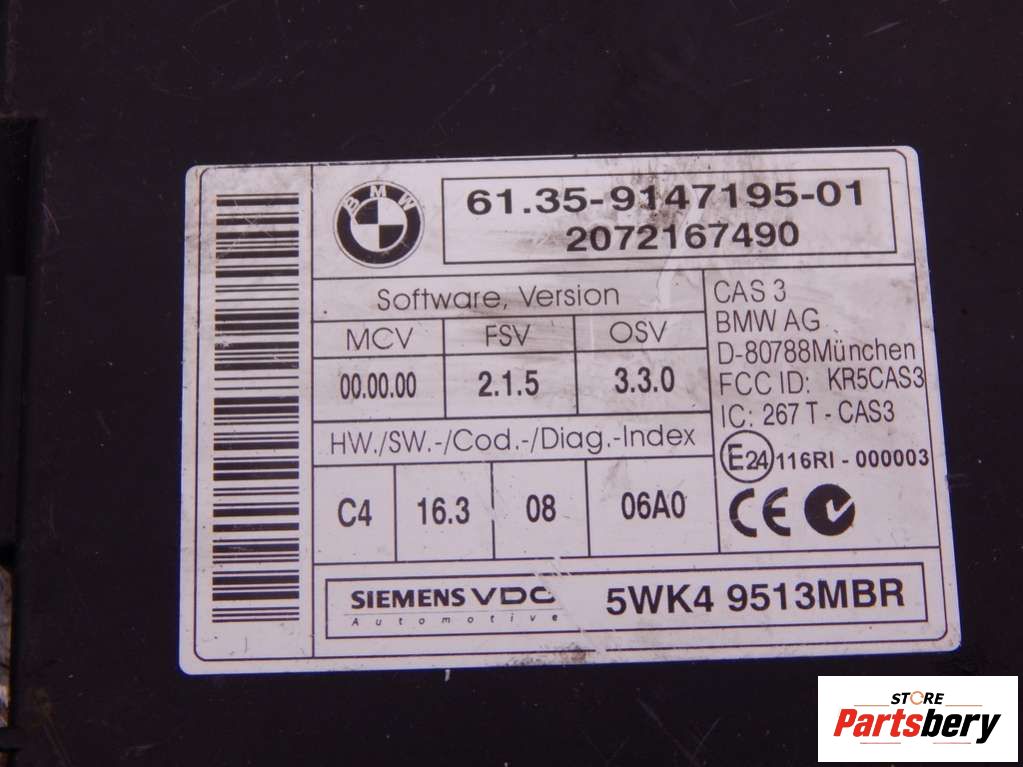 BMW
61.35-9147195-01
2072167490
Software, Version
MCV FSV OSV
00.00.00 2.1.5 3.3.0
HW./SW.-/Cod.-/Diag.-Index
C4 16.3 08 06A0
CAS 3
BMW AG
D-80788München
FCC ID: KR5CAS3
IC: 267 T - CAS3
E24 116RI - 000003
CE
SIEMENS VDO
Automotive
5WK4 9513MBR
STORE
Partsbery